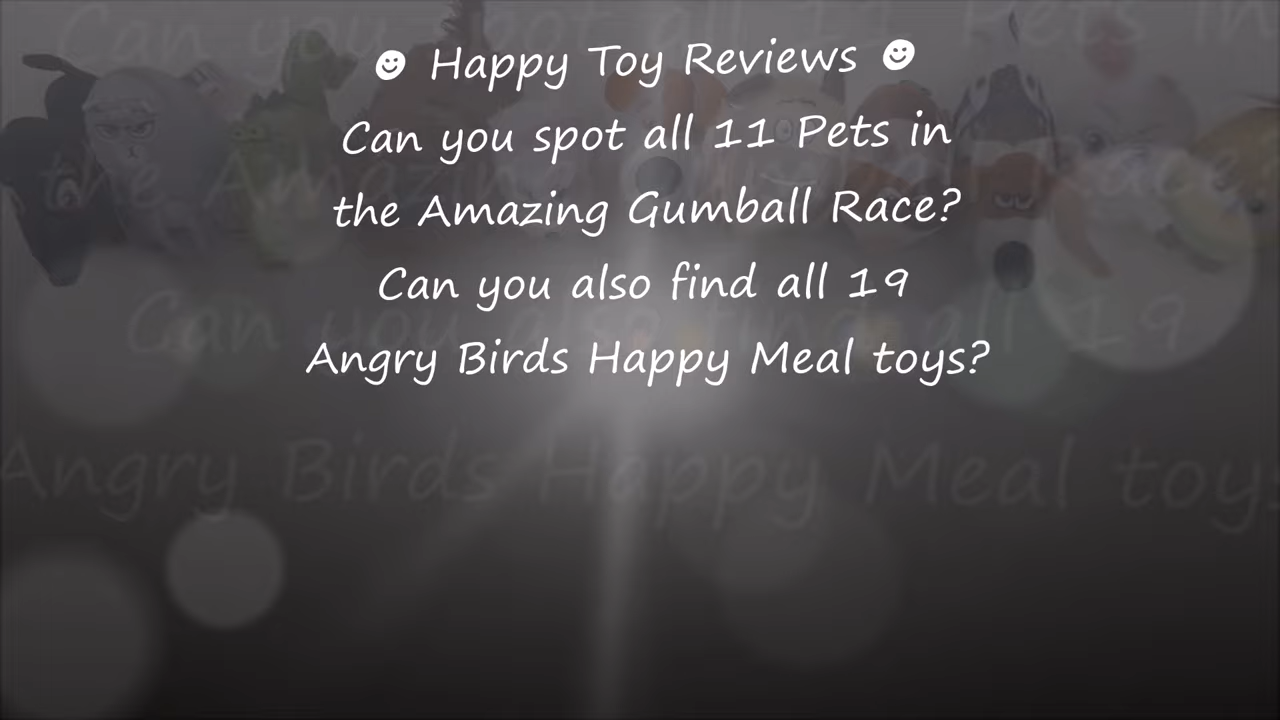 ☻ Happy Toy Reviews ☻
Can you spot all 11 Pets in
the Amazing Gumball Race?
Can you also find all 19
Angry Birds Happy Meal toys?